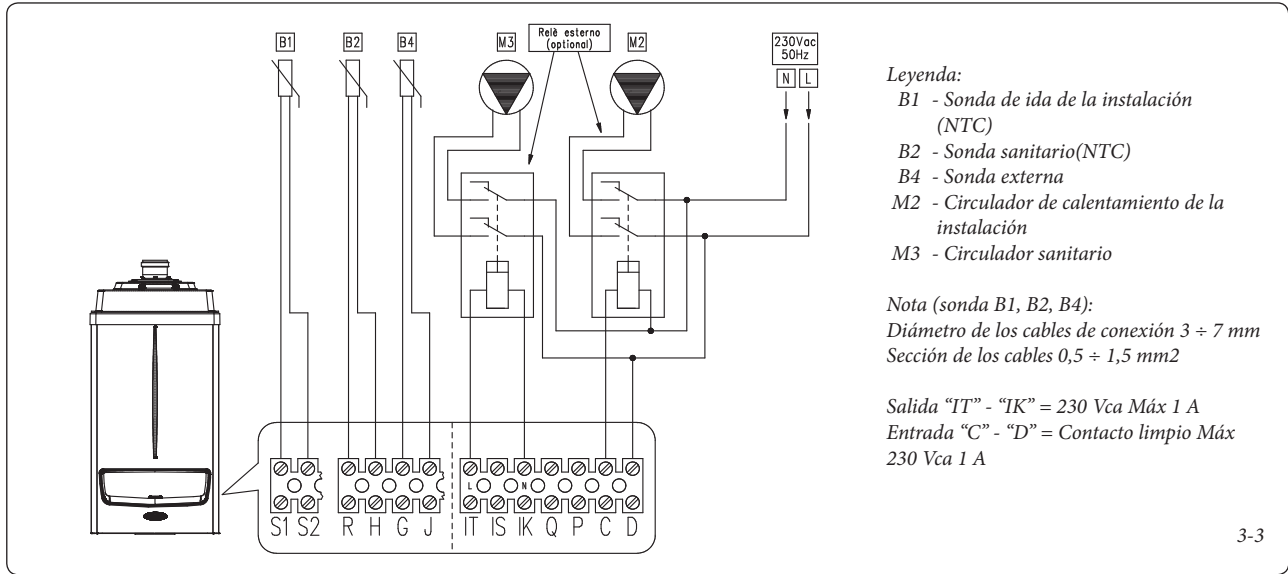 B1
B2
B4
M3
Relè esterno
(optional)
M2
230Vac
50Hz
N L
Leyenda:
B1 - Sonda de ida de la instalación
(NTC)
B2 - Sonda sanitario(NTC)
B4 - Sonda externa
M2 - Circulador de calentamiento de la
instalación
M3 - Circulador sanitario
Nota (sonda B1, B2, B4):
Diámetro de los cables de conexión 3 ÷ 7 mm
Sección de los cables 0,5 ÷ 1,5 mm2
Salida “IT” - “IK” = 230 Vca Máx 1 A
Entrada “C” - “D” = Contacto limpio Máx
230 Vca 1 A
L N
S1 S2 R H G J IT IS IK Q P C D
3-3